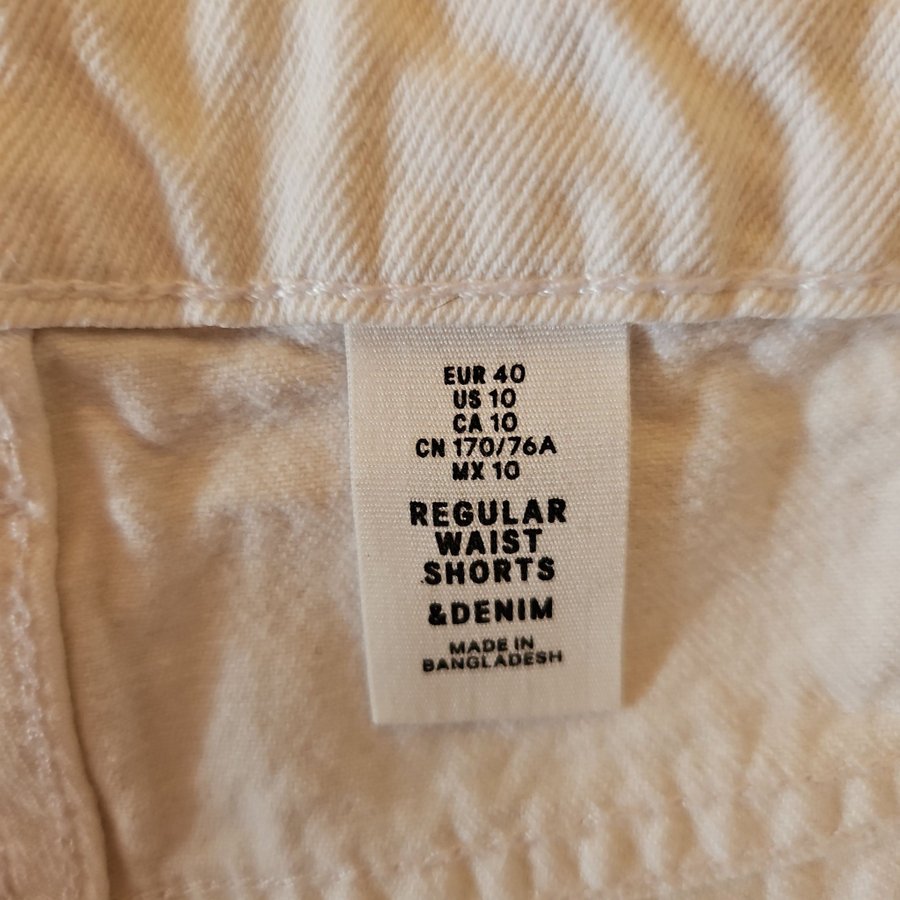 EUR 40
US 10
CA 10
CN 170/76A
MX 10
REGULAR
WAIST
SHORTS
&DENIM
MADE IN
BANGLADESH